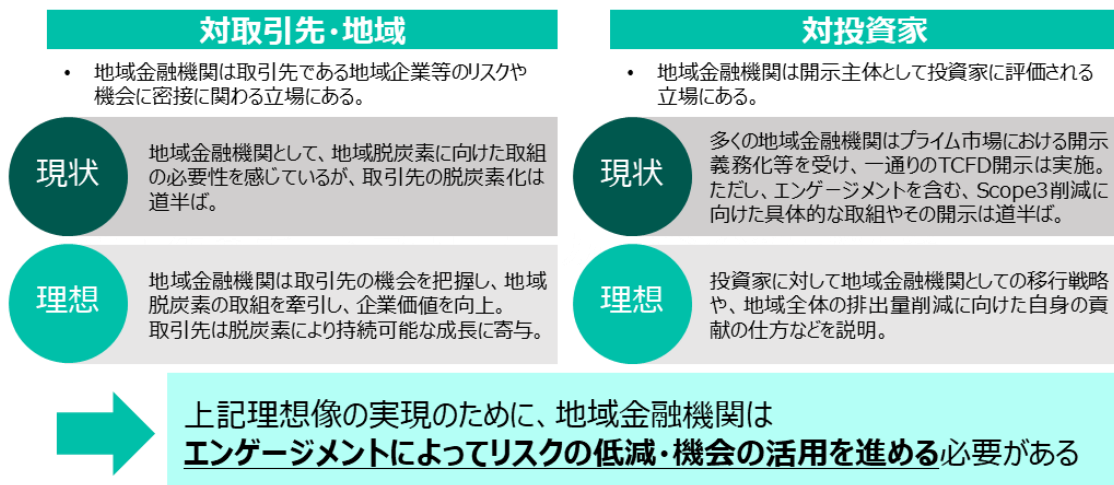 対取引先・地域
• 地域金融機関は取引先である地域企業等のリスクや
機会に密接に関わる立場にある。
現状
地域金融機関として、地域脱炭素に向けた取組
の必要性を感じているが、取引先の脱炭素化は
道半ば。
理想
地域金融機関は取引先の機会を把握し、地域
脱炭素の取組を牽引し、企業価値を向上。
取引先は脱炭素により持続可能な成長に寄与。
対投資家
• 地域金融機関は開示主体として投資家に評価される
立場にある。
現状
多くの地域金融機関はプライム市場における開示
義務化等を受け、一通りのTCFD開示は実施。
ただし、エンゲージメントを含む、Scope3削減に
向けた具体的な取組やその開示は道半ば。
理想
投資家に対して地域金融機関としての移行戦略
や、地域全体の排出量削減に向けた自身の貢
献の仕方などを説明。
上記理想像の実現のために、地域金融機関は
エンゲージメントによってリスクの低減・機会の活用を進める必要がある